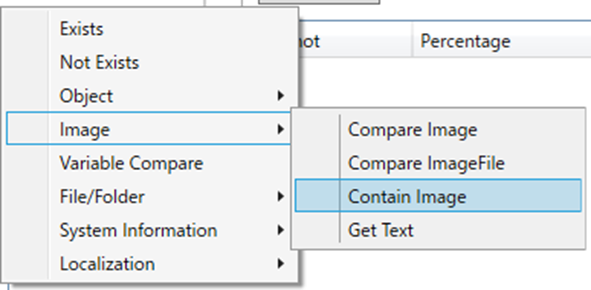 Exists
Not Exists
Object
Image
Variable Compare
File/Folder
System Information
Localization
Percentage
Compare Image
Compare ImageFile
Contain Image
Get Text